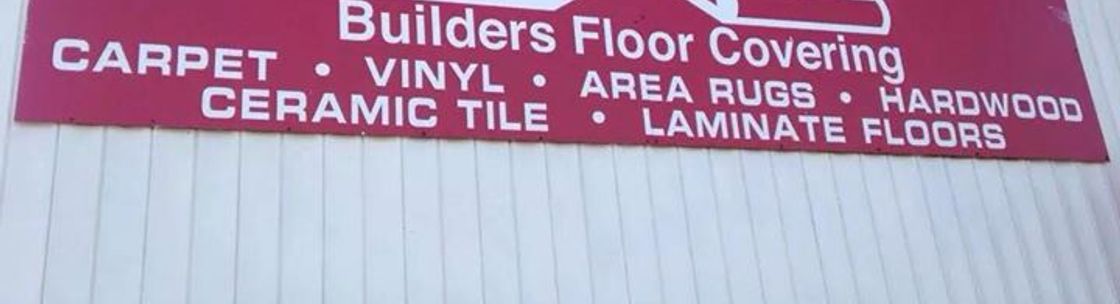 Builders Floor Covering
CARPET • VINYL • AREA RUGS • HARDWOOD
CERAMIC TILE • LAMINATE FLOORS